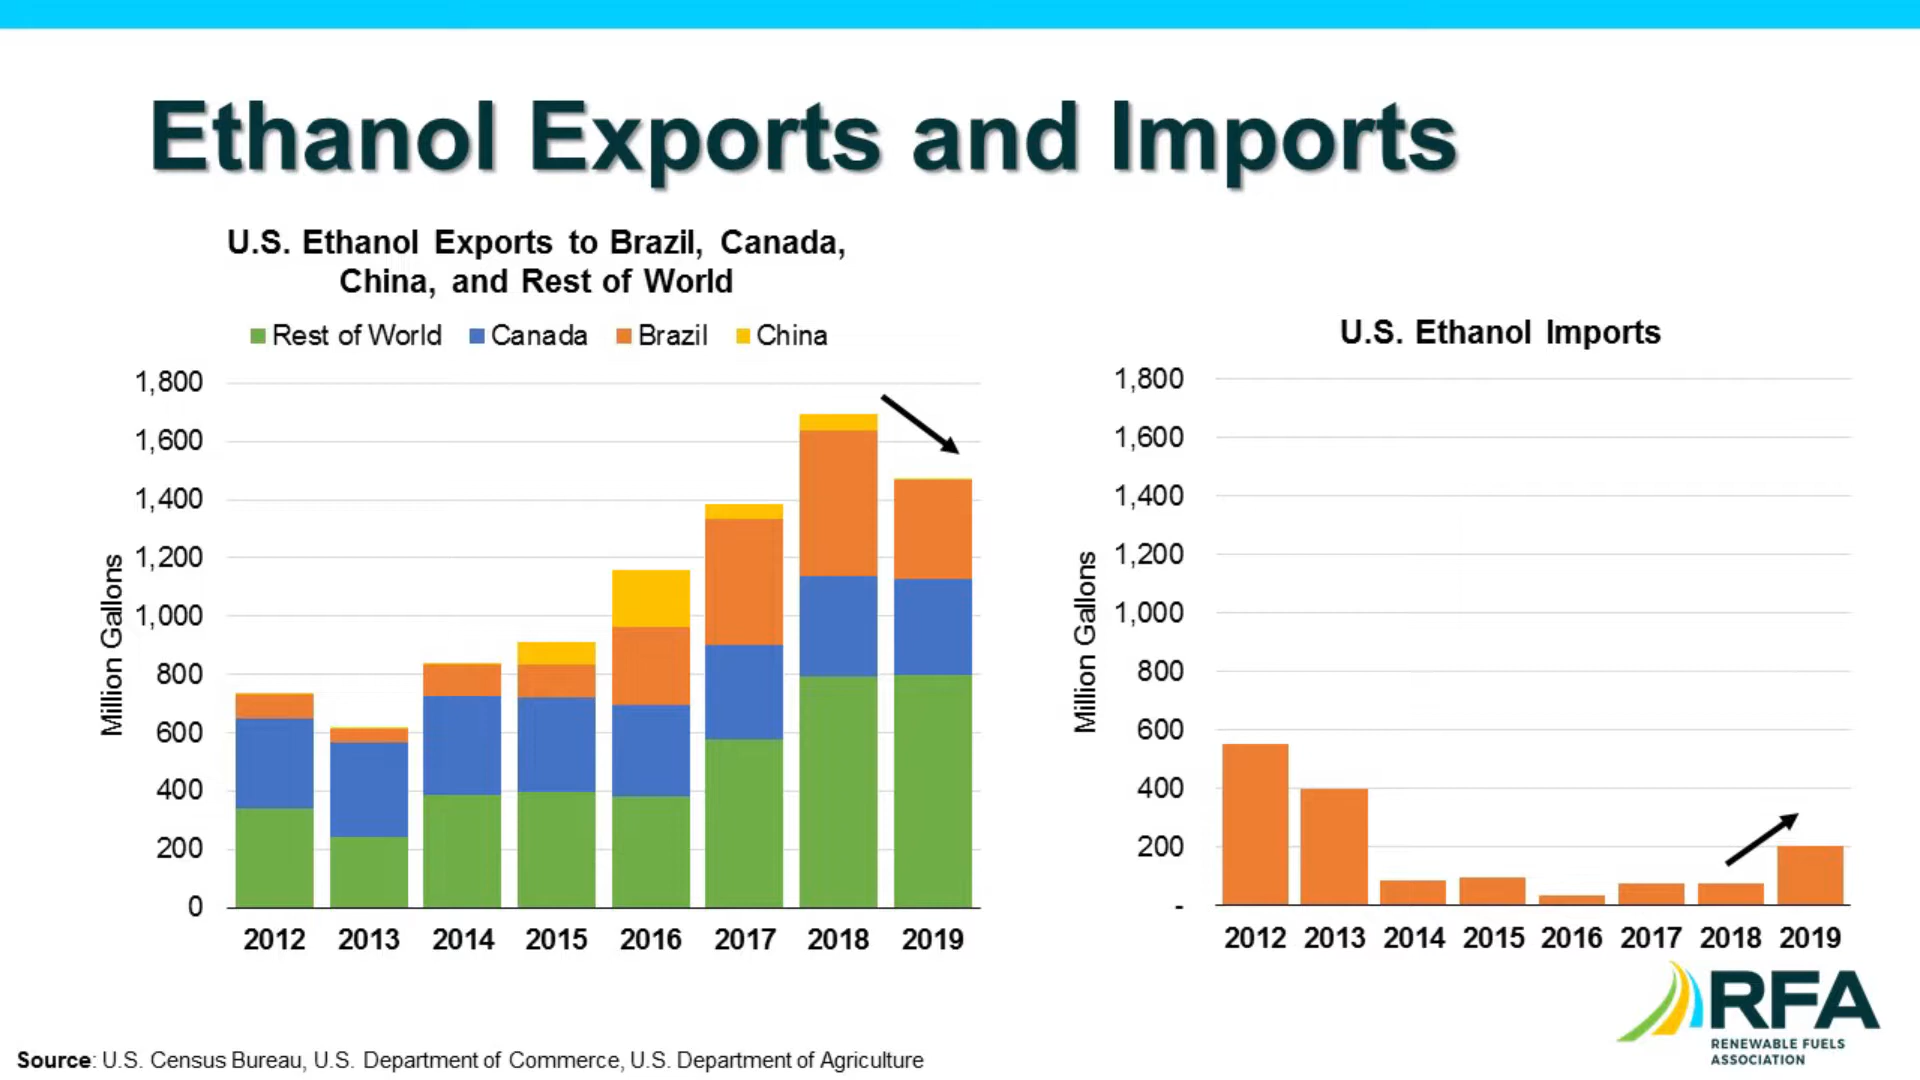 Ethanol Exports and Imports
U.S. Ethanol Exports to Brazil, Canada,
China, and Rest of World
Rest of World Canada Brazil China
Million Gallons
1,800
1,600
1,400
1,200
1,000
800
600
400
200
0
2012 2013 2014 2015 2016 2017 2018 2019
U.S. Ethanol Imports
Million Gallons
1,800
1,600
1,400
1,200
1,000
800
600
400
200
-
2012 2013 2014 2015 2016 2017 2018 2019
RFA
RENEWABLE FUELS
ASSOCIATION
Source: U.S. Census Bureau, U.S. Department of Commerce, U.S. Department of Agriculture